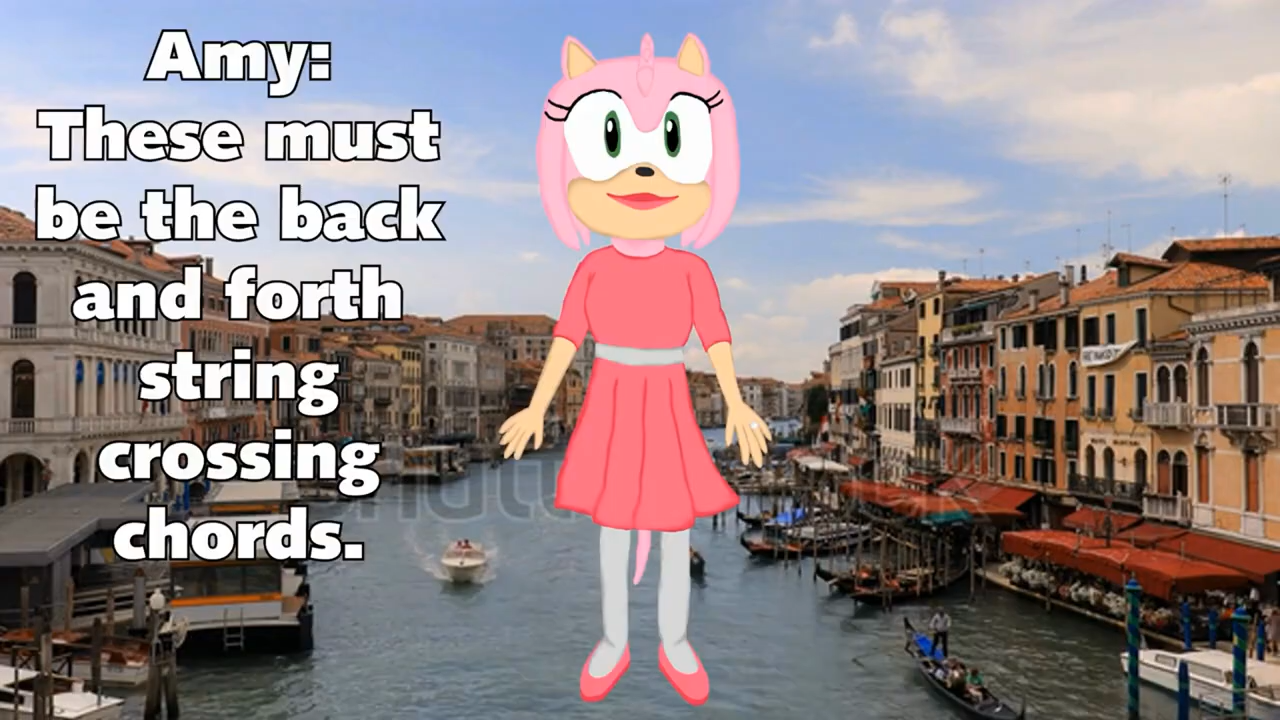 Amy:
These must
be the back
and forth
string
crossing
chords.